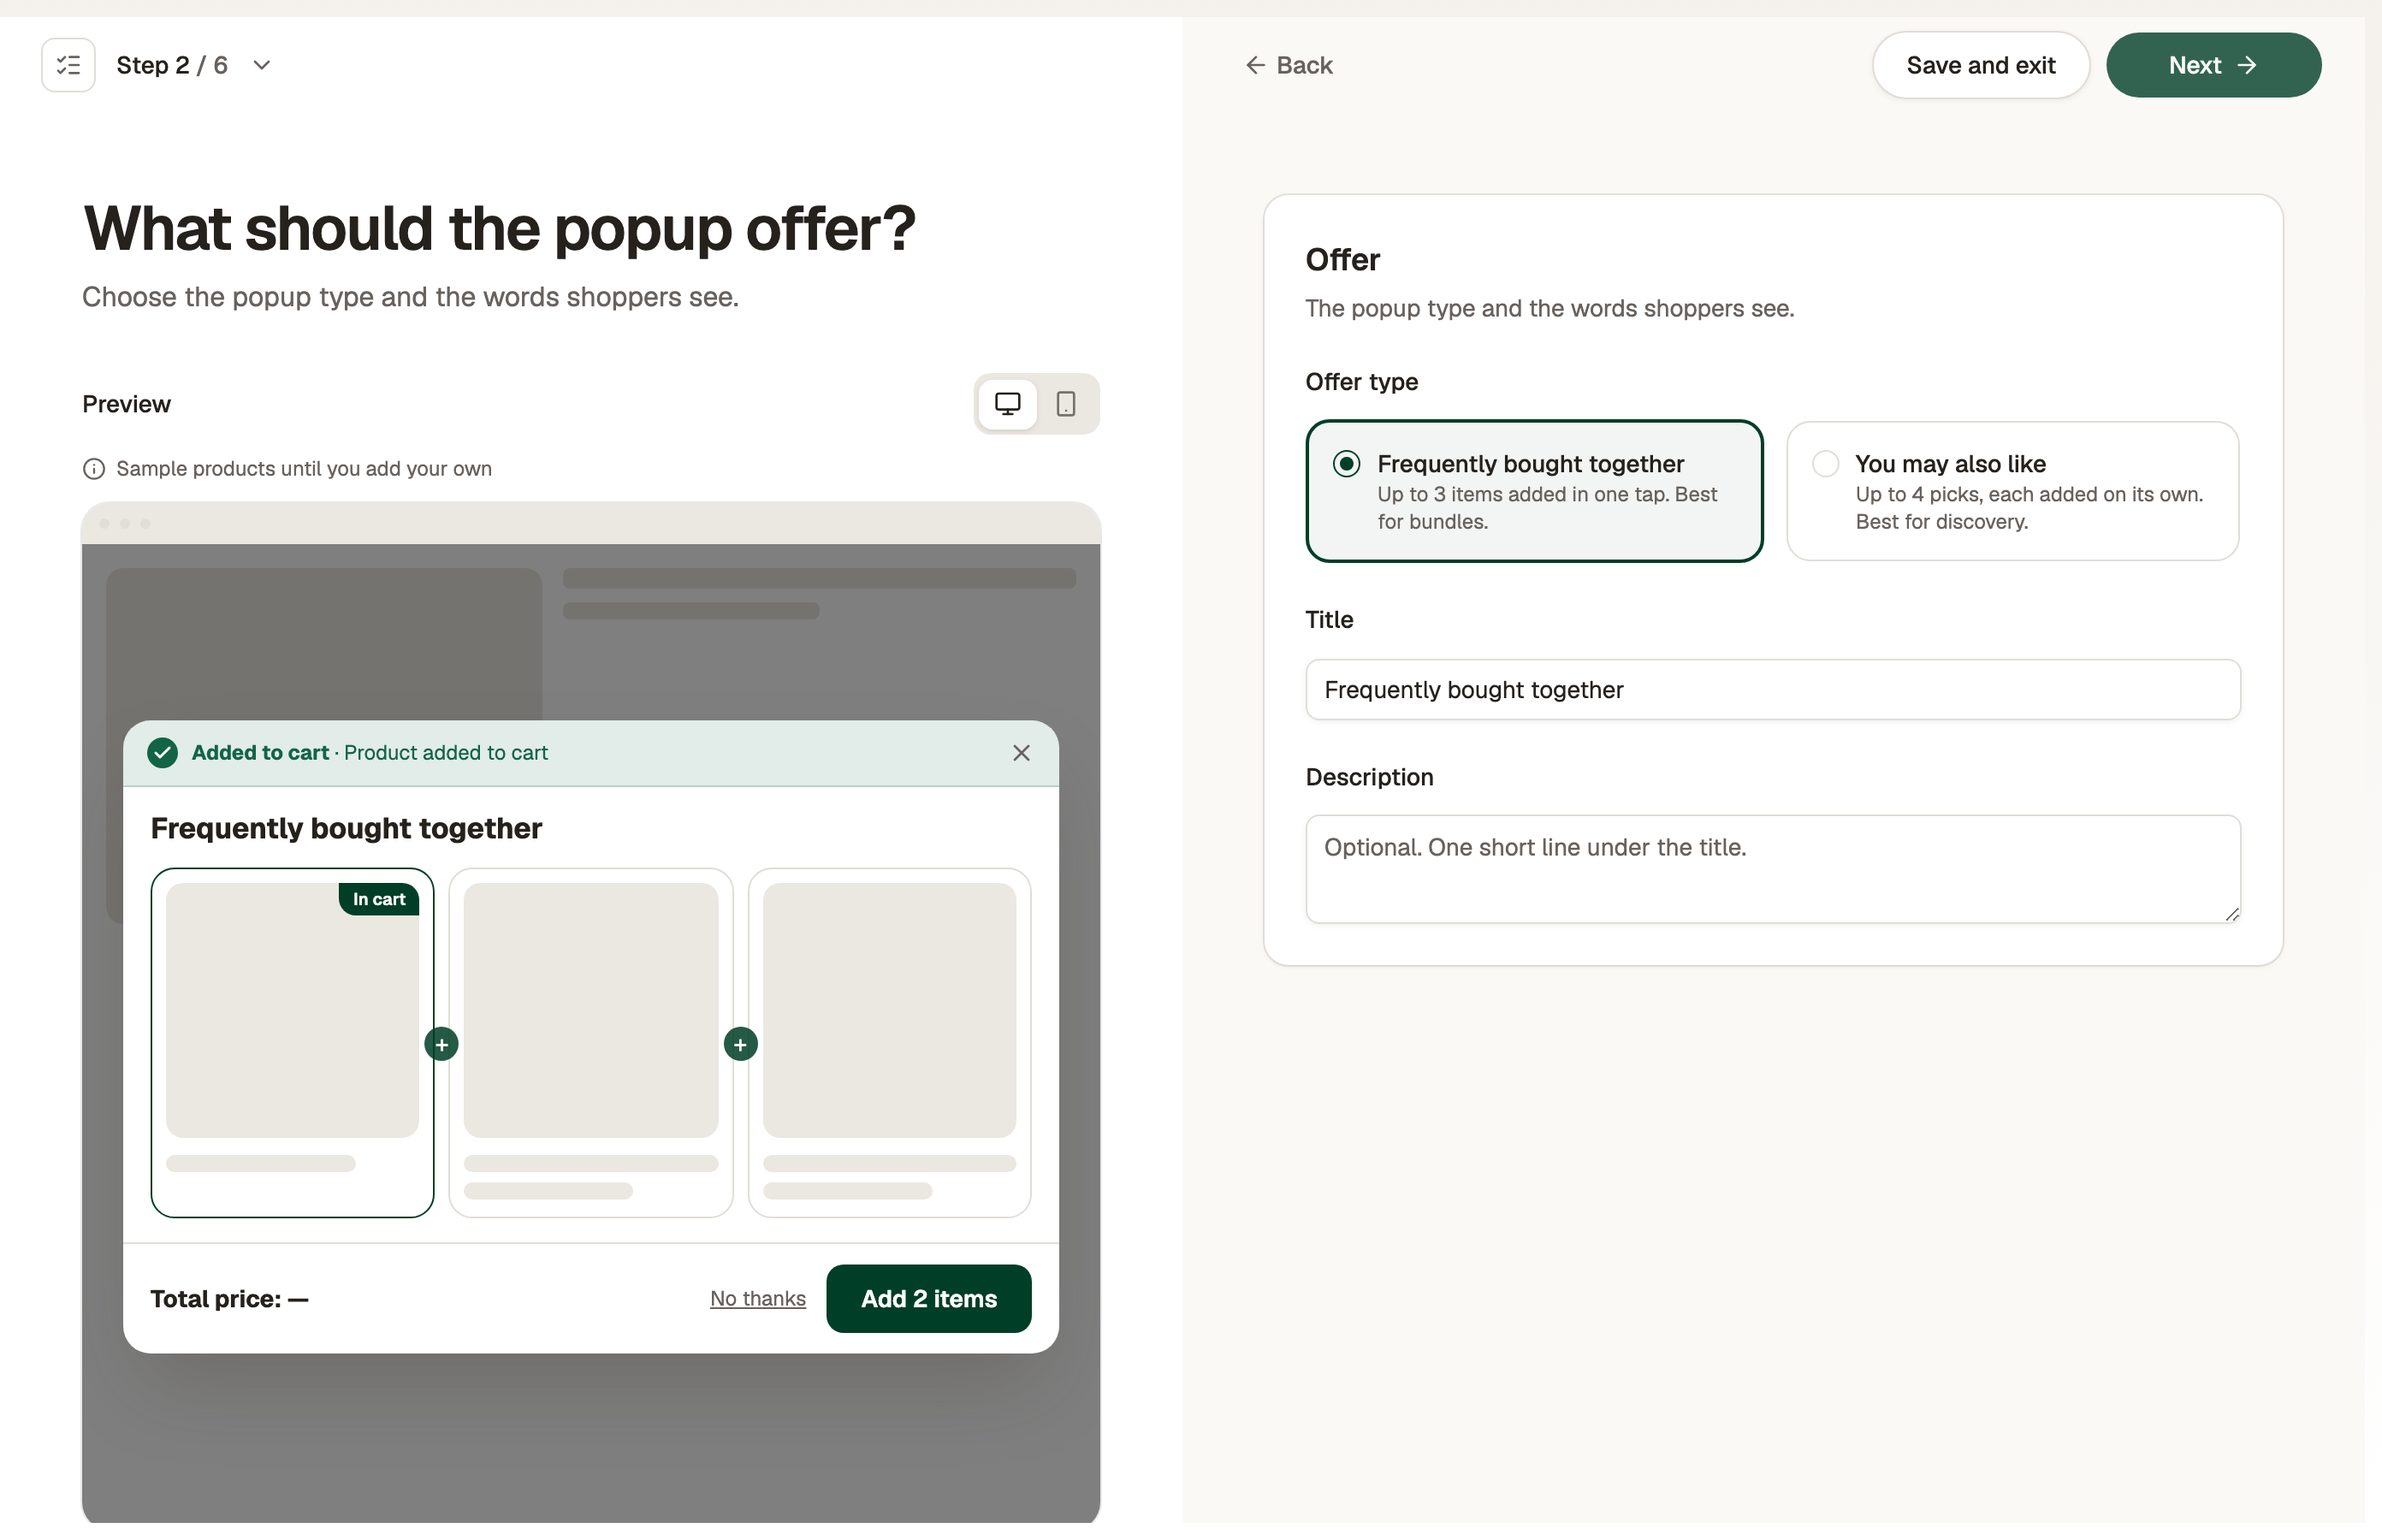 Step 2 / 6
Back
Save and exit
Next
What should the popup offer?
Choose the popup type and the words shoppers see.
Preview
Sample products until you add your own
Added to cart · Product added to cart
Frequently bought together
In cart
Total price: —
No thanks
Add 2 items
Offer
The popup type and the words shoppers see.
Offer type
Frequently bought together
Up to 3 items added in one tap. Best
for bundles.
You may also like
Up to 4 picks, each added on its own.
Best for discovery.
Title
Frequently bought together
Description
Optional. One short line under the title.